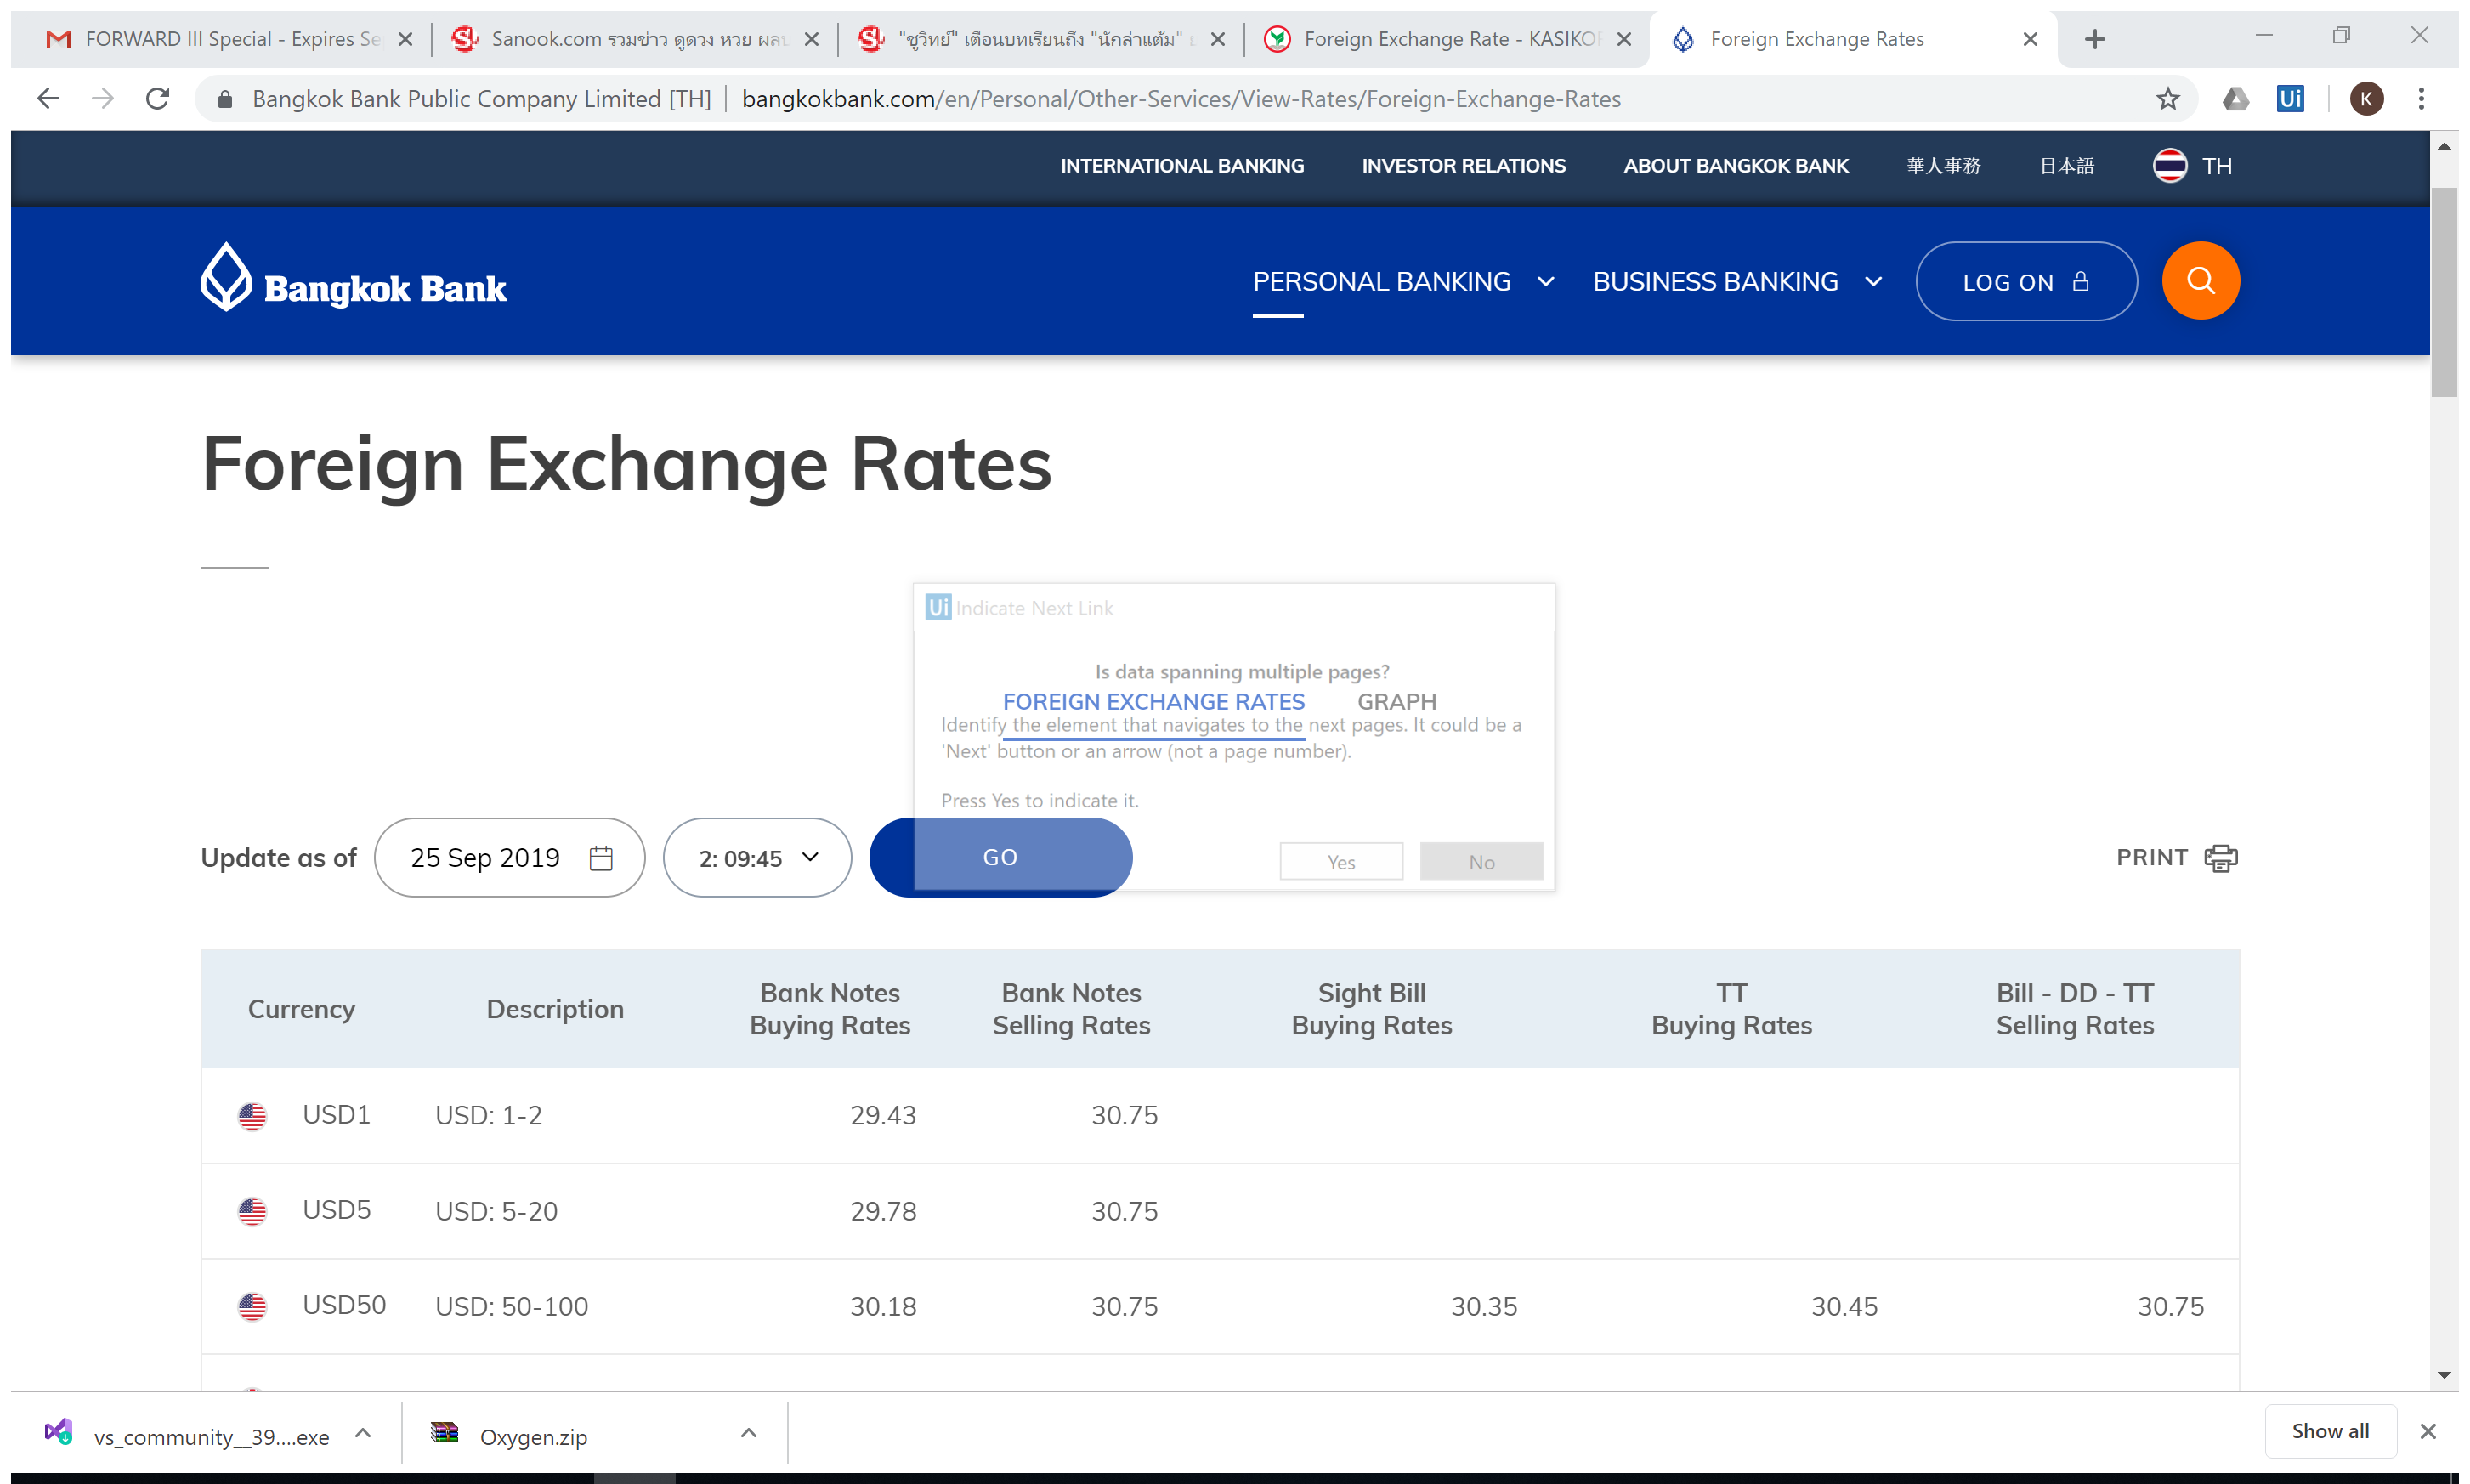 FORWARD III Special - Expires Se
Sanook.com รวมข่าว ดูดวง หวย ผลบ
"ชูวิทย์" เตือนบทเรียนถึง "นักล่าแต้ม"
Foreign Exchange Rate - KASIKO
Foreign Exchange Rates
Bangkok Bank Public Company Limited [TH]
bangkokbank.com/en/Personal/Other-Services/View-Rates/Foreign-Exchange-Rates
Ui
K
INTERNATIONAL BANKING
INVESTOR RELATIONS
ABOUT BANGKOK BANK
華人事務
日本語
TH
Bangkok Bank
PERSONAL BANKING
BUSINESS BANKING
LOG ON
Foreign Exchange Rates
Ui Indicate Next Link
Is data spanning multiple pages?
FOREIGN EXCHANGE RATES
GRAPH
Identify the element that navigates to the next pages. It could be a
'Next' button or an arrow (not a page number).
Press Yes to indicate it.
Yes
No
Update as of
25 Sep 2019
2: 09:45
GO
PRINT
Currency Description Bank Notes Buying Rates Bank Notes Selling Rates Sight Bill Buying Rates TT Buying Rates Bill - DD - TT Selling Rates
USD1 USD: 1-2 29.43 30.75
USD5 USD: 5-20 29.78 30.75
USD50 USD: 50-100 30.18 30.75 30.35 30.45 30.75
vs_community__39....exe
Oxygen.zip
Show all